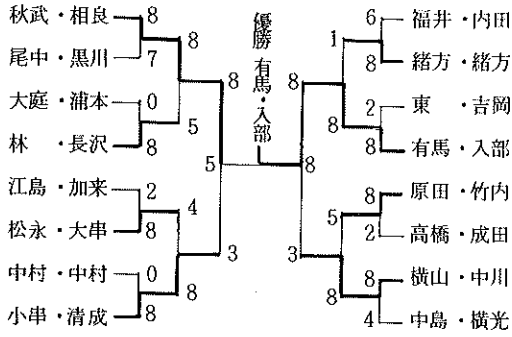 秋武・相良 8
8
尾中・黒川 7
8
大庭・浦本 0
5
林・長沢 8
5
江島・加来 2
4
松永・大串 8
3
中村・中村 0
8
小串・清成 8
優勝 有馬・入部
6 福井・内田
1
8 緒方・緒方
8
2 東・吉岡
8
8 有馬・入部
8
8 原田・竹内
5
2 高橋・成田
3
8 横山・中川
8
4 中島・横光